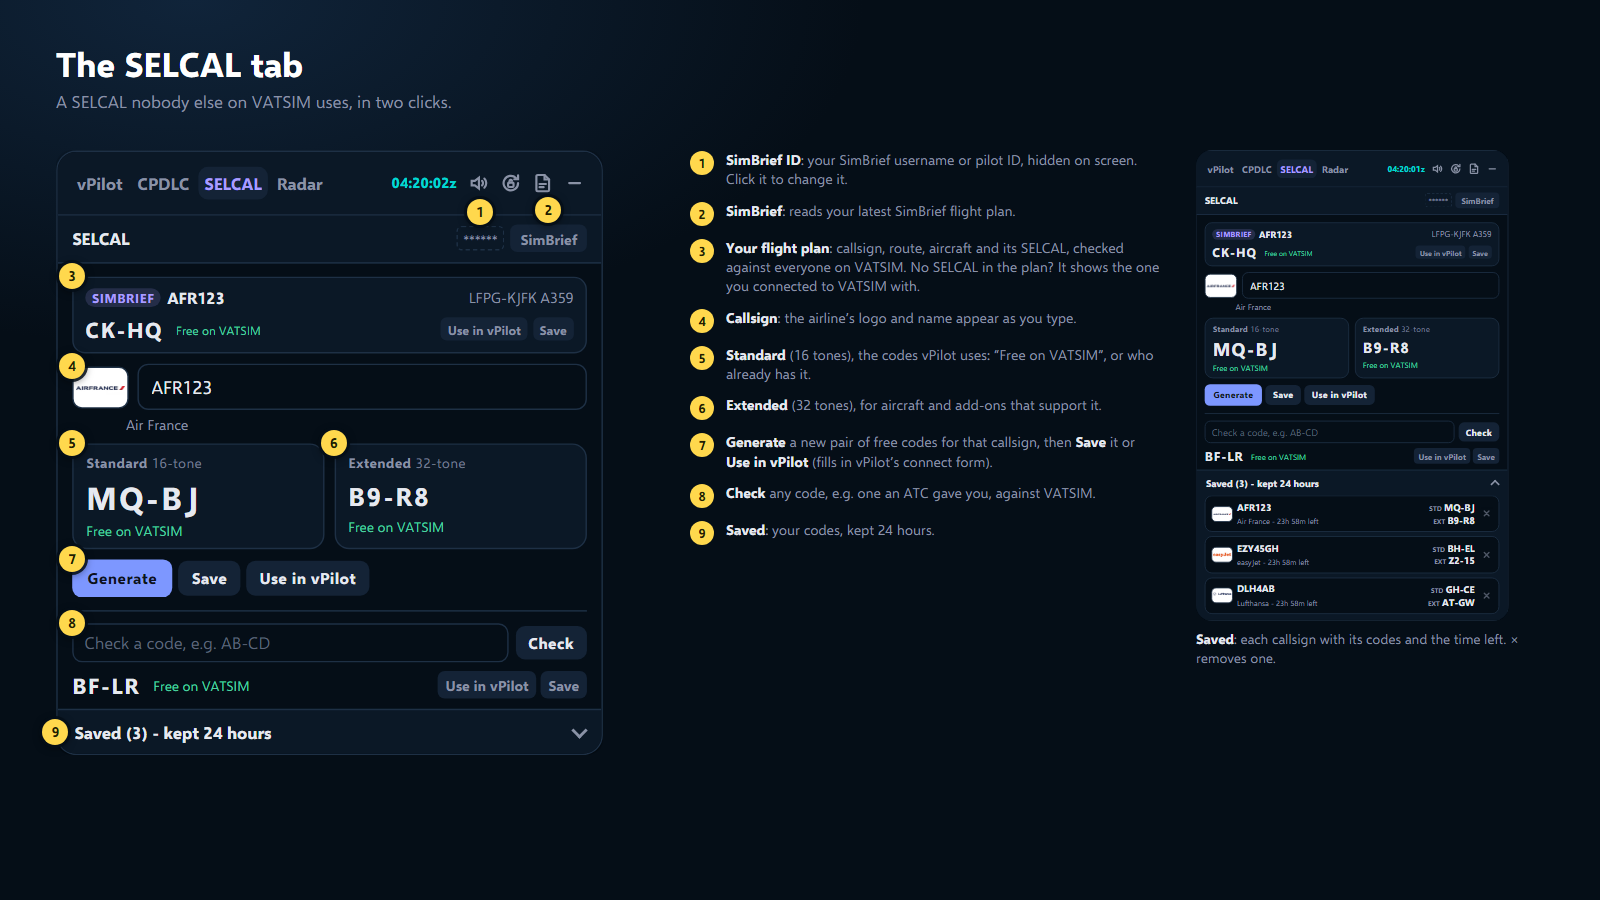 The SELCAL tab
A SELCAL nobody else on VATSIM uses, in two clicks.
vPilot CPDLC SELCAL Radar 04:20:02z
1
2
SELCAL ****** SimBrief
3
SIMBRIEF AFR123 LFPG-KJFK A359
CK-HQ Free on VATSIM Use in vPilot Save
4
AIRFRANCE AFR123
Air France
5
6
Standard 16-tone
MQ-BJ
Free on VATSIM
Extended 32-tone
B9-R8
Free on VATSIM
7
Generate Save Use in vPilot
8
Check a code, e.g. AB-CD Check
BF-LR Free on VATSIM Use in vPilot Save
9 Saved (3) - kept 24 hours
1 SimBrief ID: your SimBrief username or pilot ID, hidden on screen.
Click it to change it.
2 SimBrief: reads your latest SimBrief flight plan.
3 Your flight plan: callsign, route, aircraft and its SELCAL, checked
against everyone on VATSIM. No SELCAL in the plan? It shows the one
you connected to VATSIM with.
4 Callsign: the airline's logo and name appear as you type.
5 Standard (16 tones), the codes vPilot uses: "Free on VATSIM", or who
already has it.
6 Extended (32 tones), for aircraft and add-ons that support it.
7 Generate a new pair of free codes for that callsign, then Save it or
Use in vPilot (fills in vPilot's connect form).
8 Check any code, e.g. one an ATC gave you, against VATSIM.
9 Saved: your codes, kept 24 hours.
vPilot CPDLC SELCAL Radar 04:20:01z
SELCAL ****** SimBrief
SIMBRIEF AFR123 LFPG-KJFK A359
CK-HQ Free on VATSIM Use in vPilot Save
AIRFRANCE AFR123
Air France
Standard 16-tone
MQ-BJ
Free on VATSIM
Extended 32-tone
B9-R8
Free on VATSIM
Generate Save Use in vPilot
Check a code, e.g. AB-CD Check
BF-LR Free on VATSIM Use in vPilot Save
Saved (3) - kept 24 hours
AFR123 STD MQ-BJ
Air France - 23h 58m left EXT B9-R8
easyJet EZY45GH STD BH-EL
easyJet - 23h 58m left EXT Z2-15
DLH4AB STD GH-CE
Lufthansa - 23h 58m left EXT AT-GW
Saved: each callsign with its codes and the time left. ×
removes one.